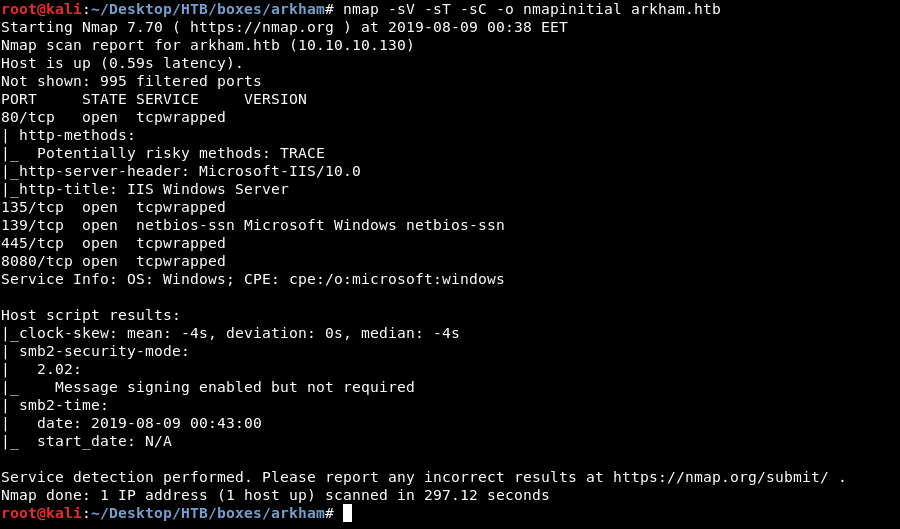 root@kali:~/Desktop/HTB/boxes/arkham# nmap -sV -sT -sC -o nmapinitial arkham.htb
Starting Nmap 7.70 ( https://nmap.org ) at 2019-08-09 00:38 EET
Nmap scan report for arkham.htb (10.10.10.130)
Host is up (0.59s latency).
Not shown: 995 filtered ports
PORT     STATE SERVICE     VERSION
80/tcp   open  tcpwrapped
| http-methods:
|_  Potentially risky methods: TRACE
|_http-server-header: Microsoft-IIS/10.0
|_http-title: IIS Windows Server
135/tcp  open  tcpwrapped
139/tcp  open  netbios-ssn Microsoft Windows netbios-ssn
445/tcp  open  tcpwrapped
8080/tcp open  tcpwrapped
Service Info: OS: Windows; CPE: cpe:/o:microsoft:windows

Host script results:
|_clock-skew: mean: -4s, deviation: 0s, median: -4s
| smb2-security-mode:
|   2.02:
|_    Message signing enabled but not required
| smb2-time:
|   date: 2019-08-09 00:43:00
|_  start_date: N/A

Service detection performed. Please report any incorrect results at https://nmap.org/submit/ .
Nmap done: 1 IP address (1 host up) scanned in 297.12 seconds
root@kali:~/Desktop/HTB/boxes/arkham#